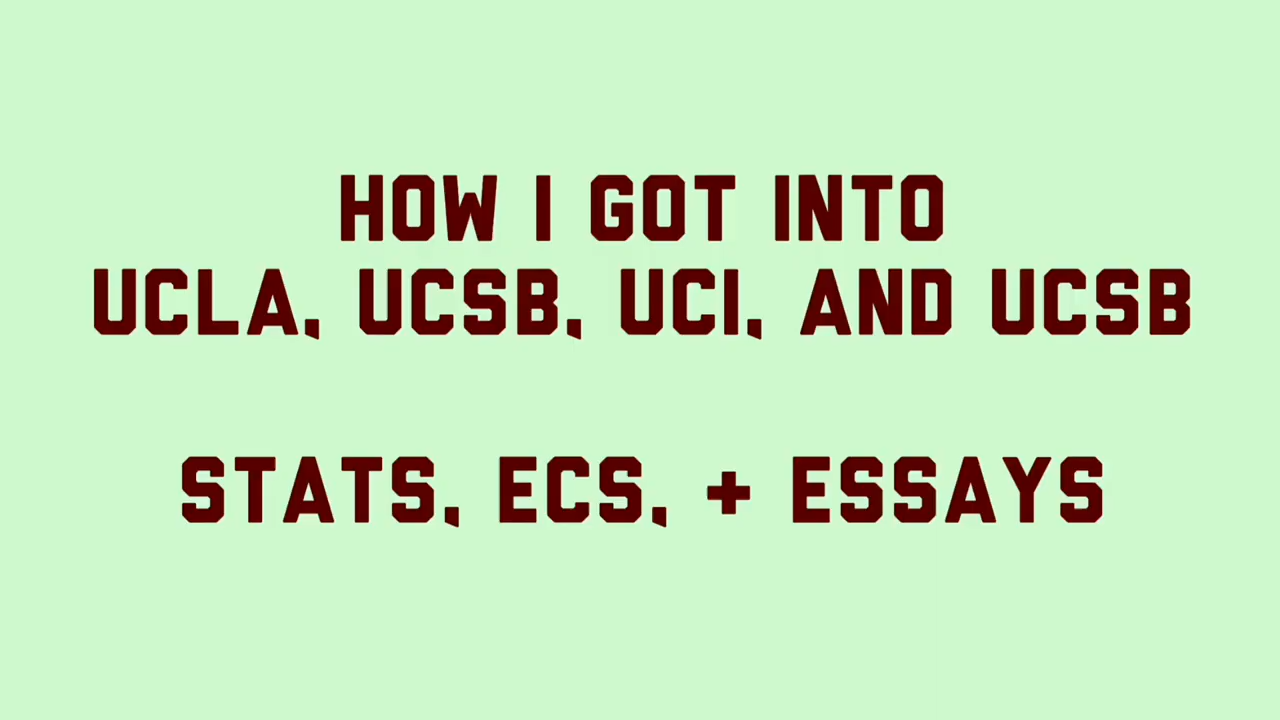 HOW I GOT INTO
UCLA, UCSB, UCI, AND UCSB
STATS, ECS, + ESSAYS